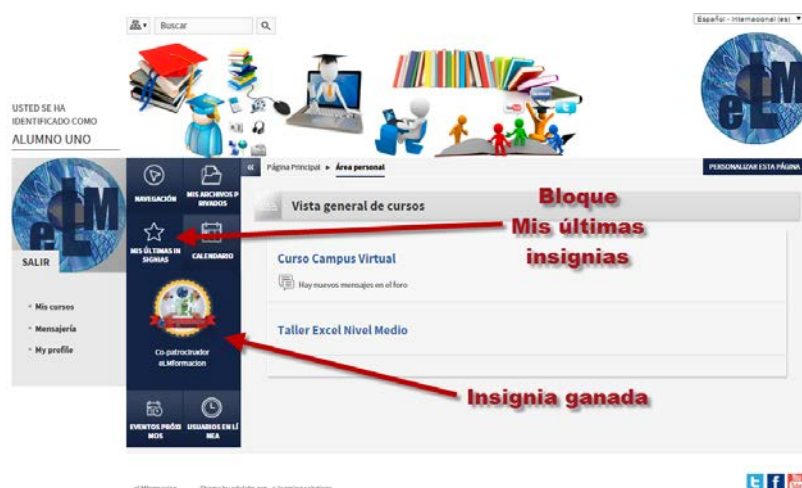 Buscar
Español - Internacional (es)
USTED SE HA
IDENTIFICADO COMO
ALUMNO UNO
eLM
Página Principal ► Área personal
PERSONALIZAR ESTA PÁGINA
NAVEGACIÓN
MIS ARCHIVOS P
RIVADOS
Vista general de cursos
Bloque
Mis últimas
insignias
MIS ÚLTIMAS IN
SIGNIAS
CALENDARIO
eLM
SALIR
Curso Campus Virtual
Hay nuevos mensajes en el foro
Mis cursos
Mensajería
My profile
Taller Excel Nivel Medio
Co-patrocinador
eLMformacion
Insignia ganada
EVENTOS PRÓXI
MOS
USUARIOS EN LÍ
NEA